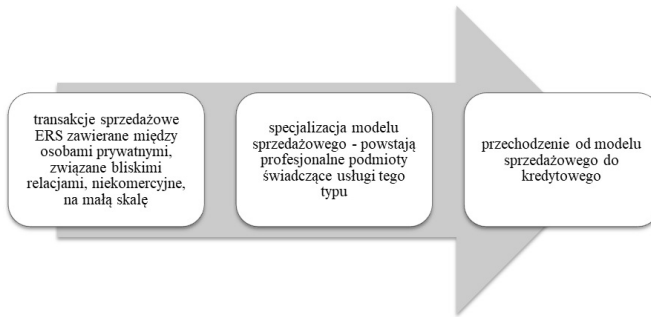 transakcje sprzedażowe
ERS zawierane między
osobami prywatnymi,
związane bliskimi
relacjami, niekomercyjne,
na małą skalę
specjalizacja modelu
sprzedażowego - powstają
profesjonalne podmioty
świadczące usługi tego
typu
przechodzenie od modelu
sprzedażowego do
kredytowego